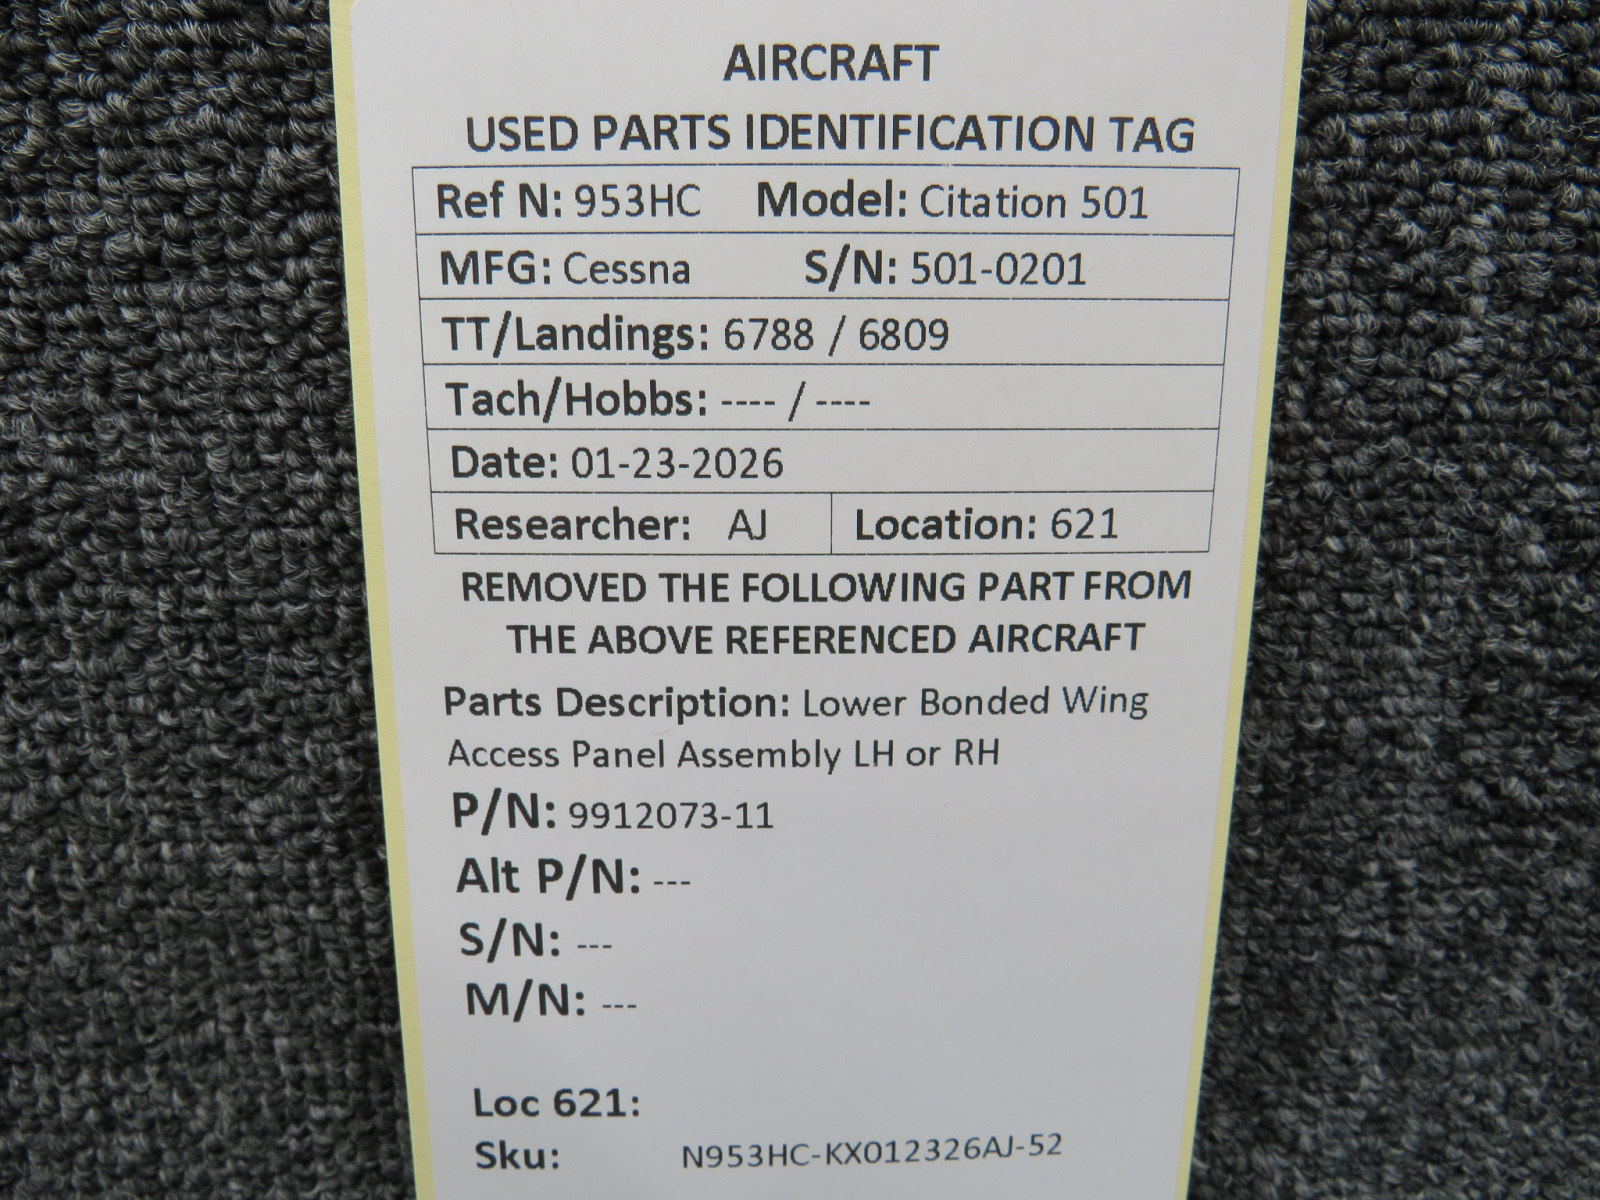 AIRCRAFT
USED PARTS IDENTIFICATION TAG
Ref N: 953HC Model: Citation 501
MFG: Cessna S/N: 501-0201
TT/Landings: 6788 / 6809
Tach/Hobbs: ---- / ----
Date: 01-23-2026
Researcher: AJ Location: 621
REMOVED THE FOLLOWING PART FROM
THE ABOVE REFERENCED AIRCRAFT
Parts Description: Lower Bonded Wing
Access Panel Assembly LH or RH
P/N: 9912073-11
Alt P/N: ---
S/N: ---
M/N: ---
Loc 621:
Sku: N953HC-KX012326AJ-52